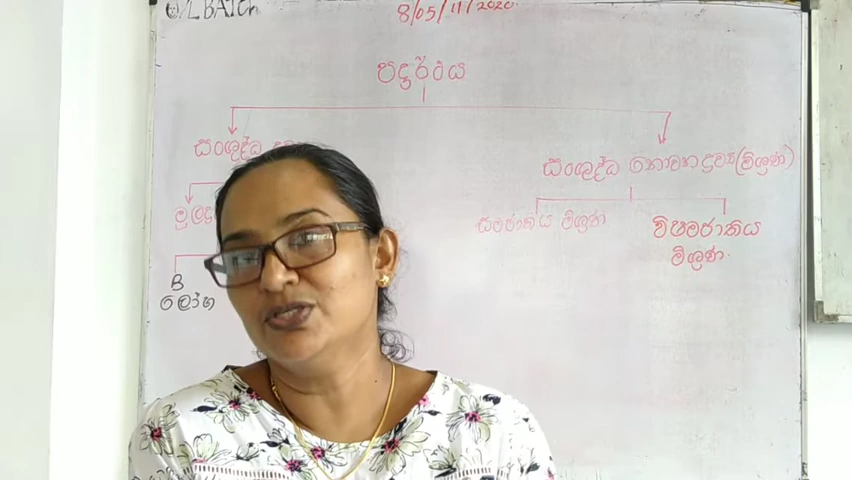 O/L BATCH
8/05/11/2020
පදාර්ථය
සංශුද්ධ
සංශුද්ධ නොවන ද්‍රව්‍ය(මිශ්‍රණ)
සමජාතීය මිශ්‍රණ
විෂමජාතීය
මිශ්‍රණ
B
ලෝහ